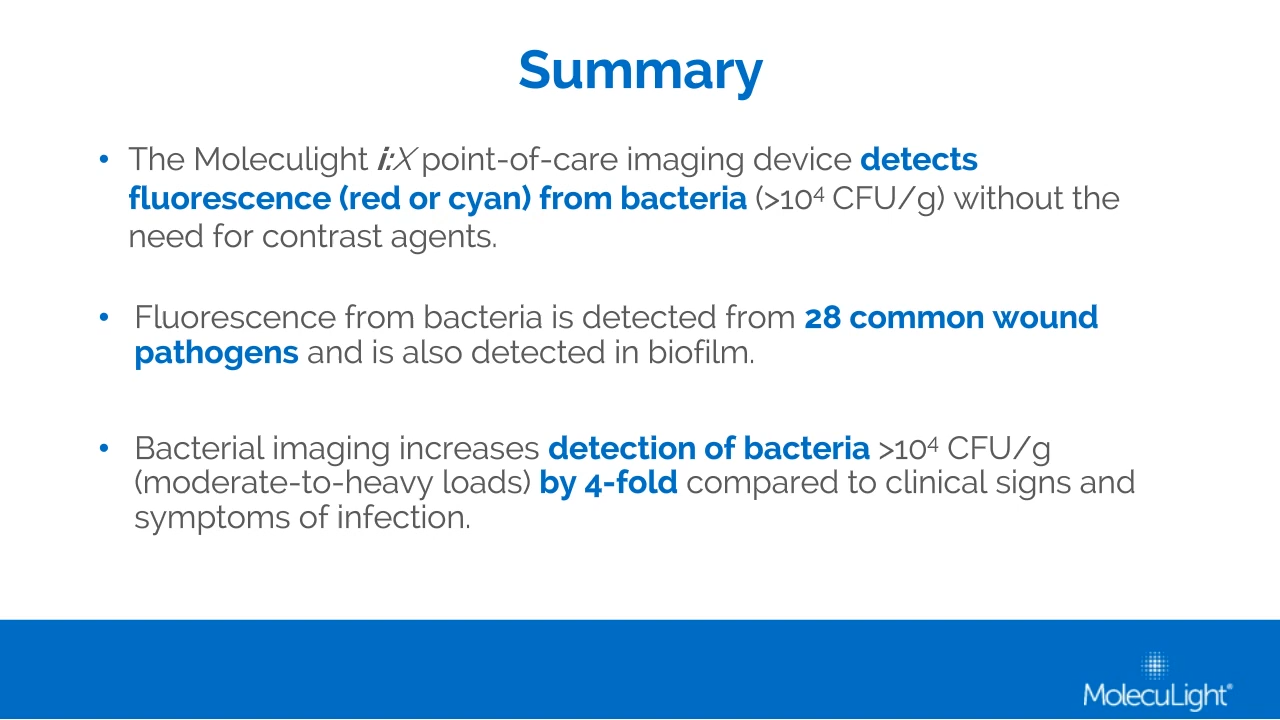 Summary
• The Moleculight i:X point-of-care imaging device detects
fluorescence (red or cyan) from bacteria (>10⁴ CFU/g) without the
need for contrast agents.
• Fluorescence from bacteria is detected from 28 common wound
pathogens and is also detected in biofilm.
• Bacterial imaging increases detection of bacteria >10⁴ CFU/g
(moderate-to-heavy loads) by 4-fold compared to clinical signs and
symptoms of infection.
MolecuLight®